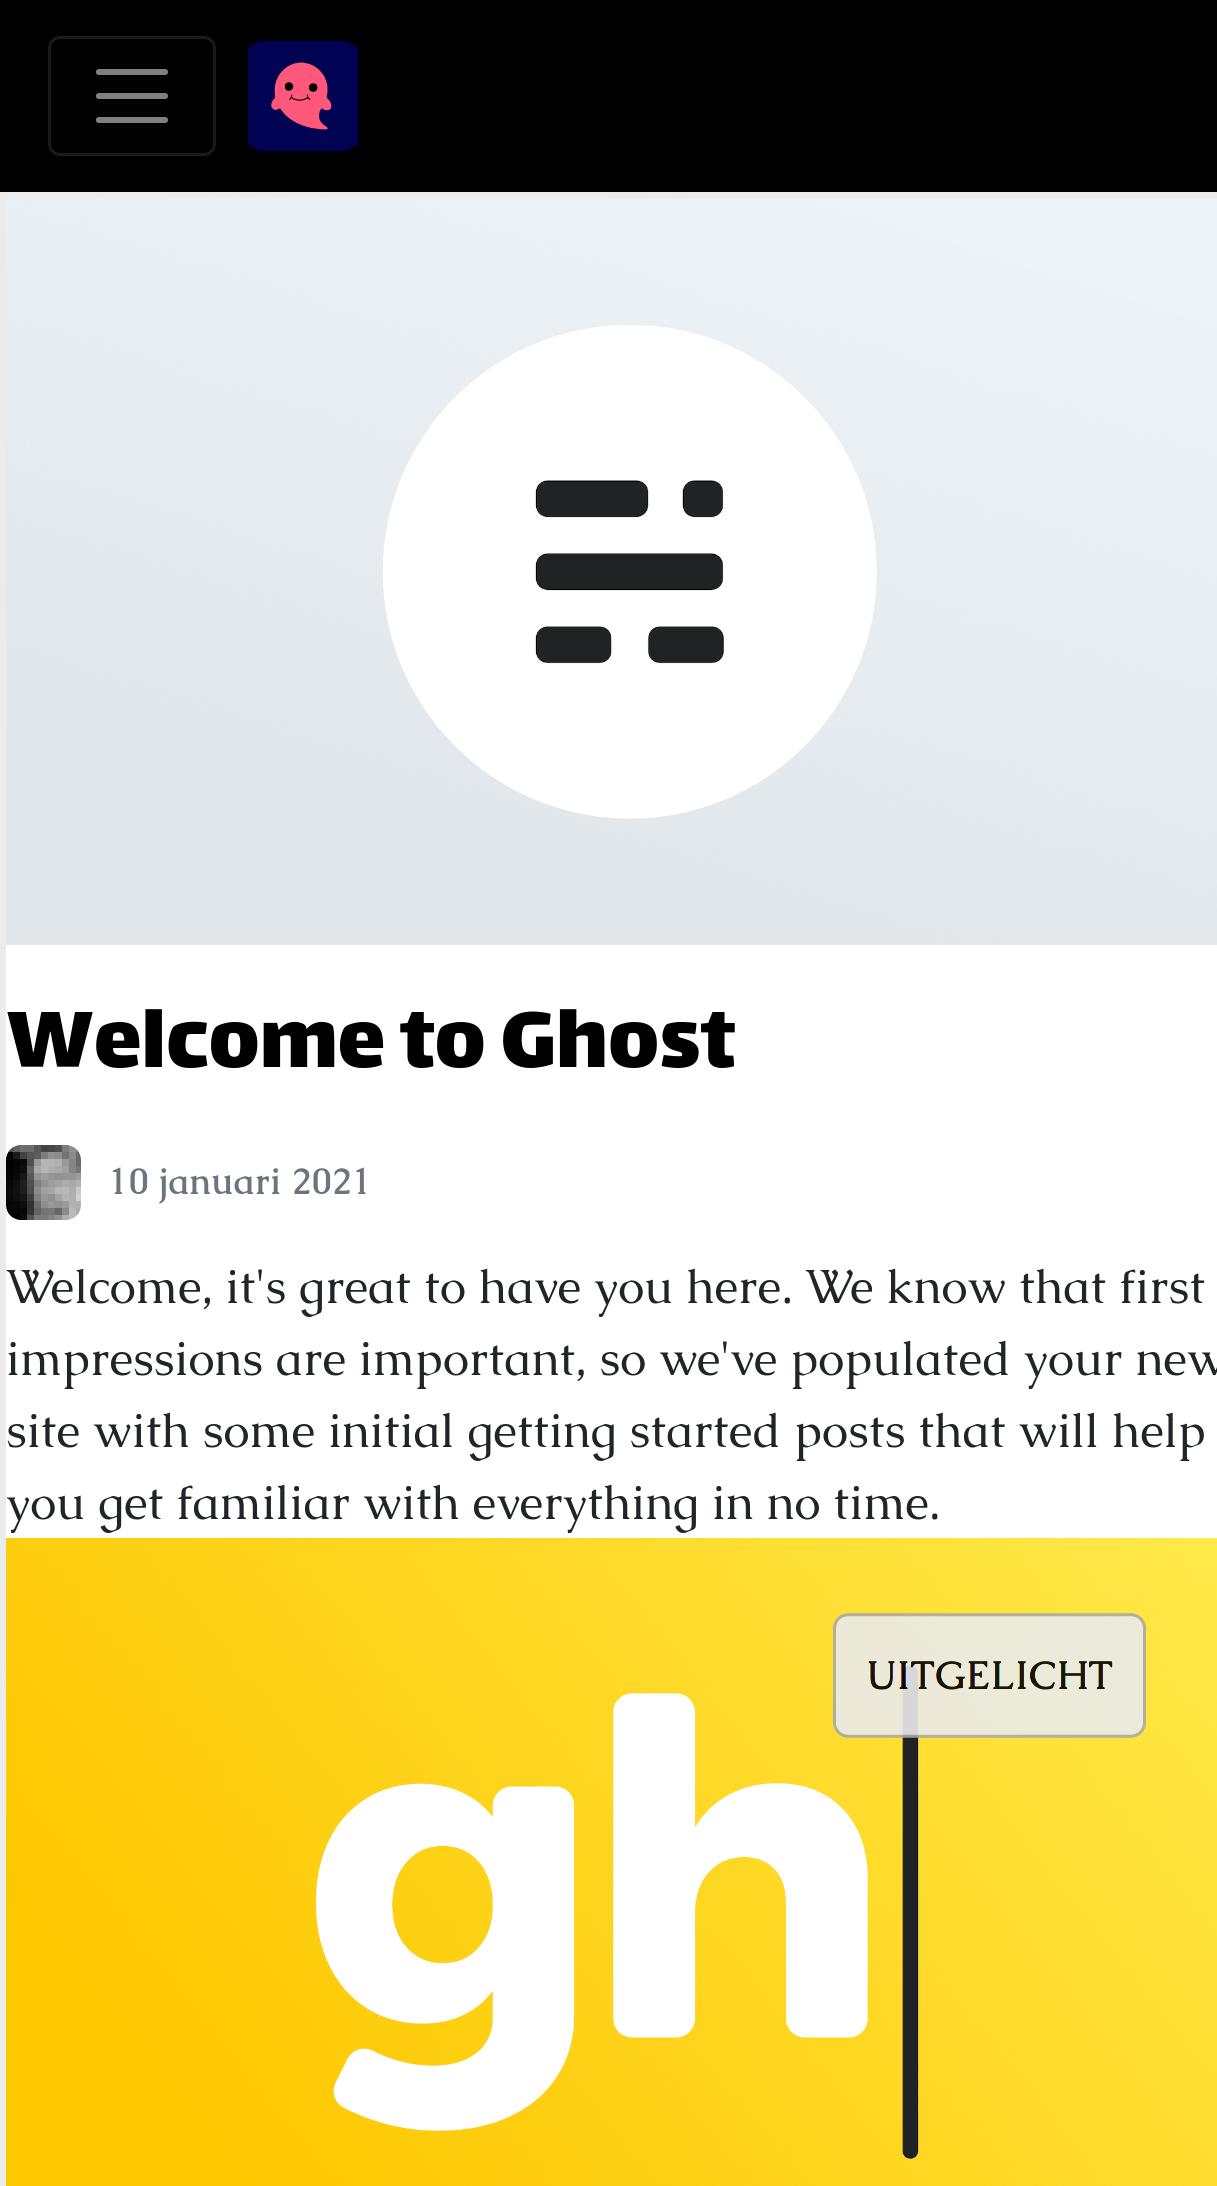 Welcome to Ghost
10 januari 2021
Welcome, it's great to have you here. We know that first
impressions are important, so we've populated your new
site with some initial getting started posts that will help
you get familiar with everything in no time.
UITGELICHT
gh